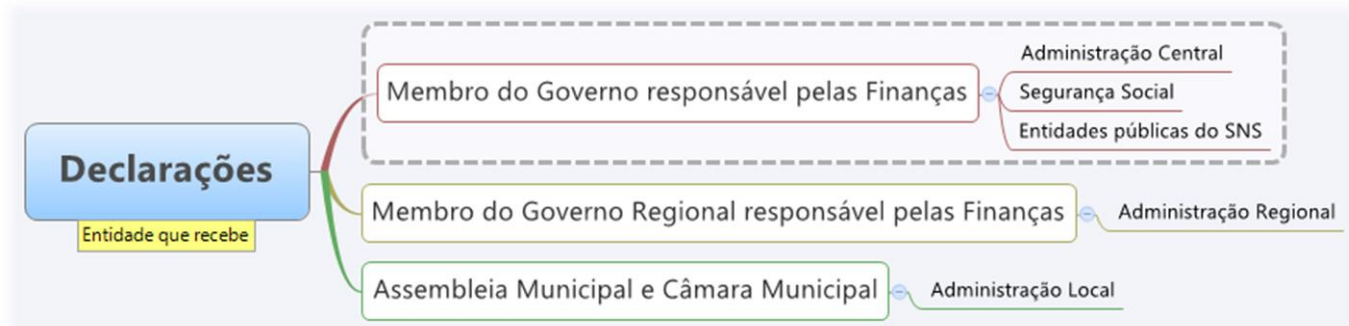 Declarações
Entidade que recebe
Membro do Governo responsável pelas Finanças
Administração Central
Segurança Social
Entidades públicas do SNS
Membro do Governo Regional responsável pelas Finanças
Administração Regional
Assembleia Municipal e Câmara Municipal
Administração Local